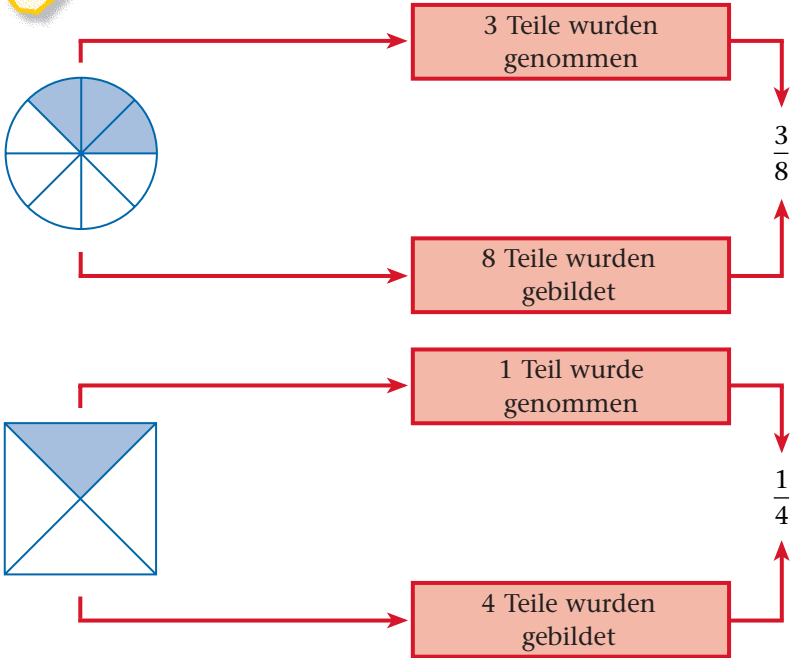 3 Teile wurden
genommen
3
8
8 Teile wurden
gebildet
1 Teil wurde
genommen
1
4
4 Teile wurden
gebildet